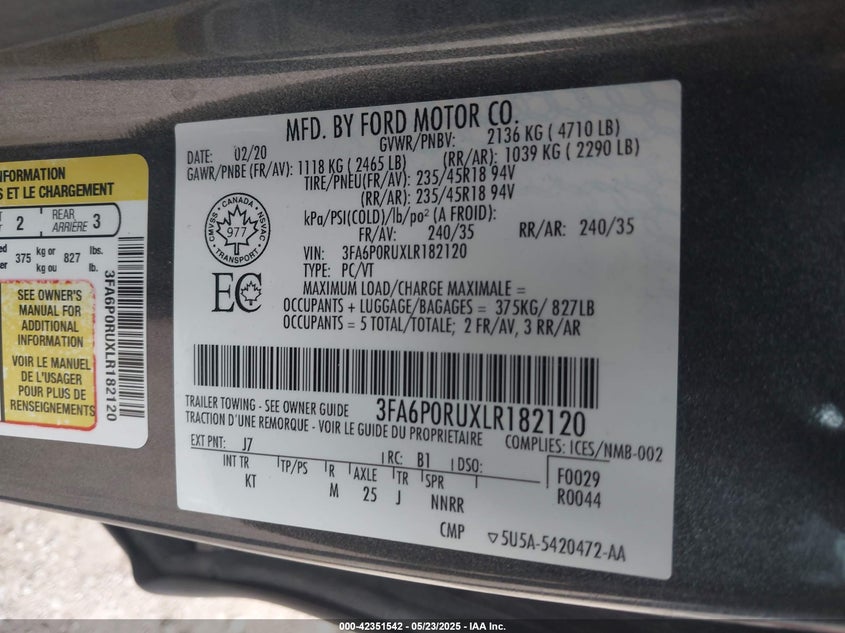 NFORMATION
S ET LE CHARGEMENT
2 REAR ARRIÈRE 3
375 kg or kg ou 827 lbs. lb.
SEE OWNER'S
MANUAL FOR
ADDITIONAL
INFORMATION
VOIR LE MANUEL
DE L'USAGER
POUR PLUS DE
RENSEIGNEMENTS
3FA6P0RUXLR182120
MFD. BY FORD MOTOR CO.
DATE: 02/20 GVWR/PNBV: 2136 KG ( 4710 LB)
GAWR/PNBE (FR/AV): 1118 KG ( 2465 LB) (RR/AR): 1039 KG ( 2290 LB)
TIRE/PNEU(FR/AV): 235/45R18 94V
(RR/AR): 235/45R18 94V
kPa/PSI(COLD)/lb/po² (A FROID):
FR/AV: 240/35 RR/AR: 240/35
CMVSS · CANADA · NSVAC
977
TRANSPORT
VIN: 3FA6P0RUXLR182120
TYPE: PC/VT
EC
MAXIMUM LOAD/CHARGE MAXIMALE =
OCCUPANTS + LUGGAGE/BAGAGES = 375KG/ 827LB
OCCUPANTS = 5 TOTAL/TOTALE; 2 FR/AV, 3 RR/AR
3FA6P0RUXLR182120
TRAILER TOWING - SEE OWNER GUIDE
TRACTION D'UNE REMORQUE - VOIR LE GUIDE DU PROPRIETAIRE
COMPLIES: ICES/NMB-002
EXT PNT: J7 RC: B1 DSO: F0029
INT TR TP/PS R AXLE TR SPR R0044
KT M 25 J NNRR
CMP 5U5A-5420472-AA
000-42351542 - 05/23/2025 - IAA Inc.